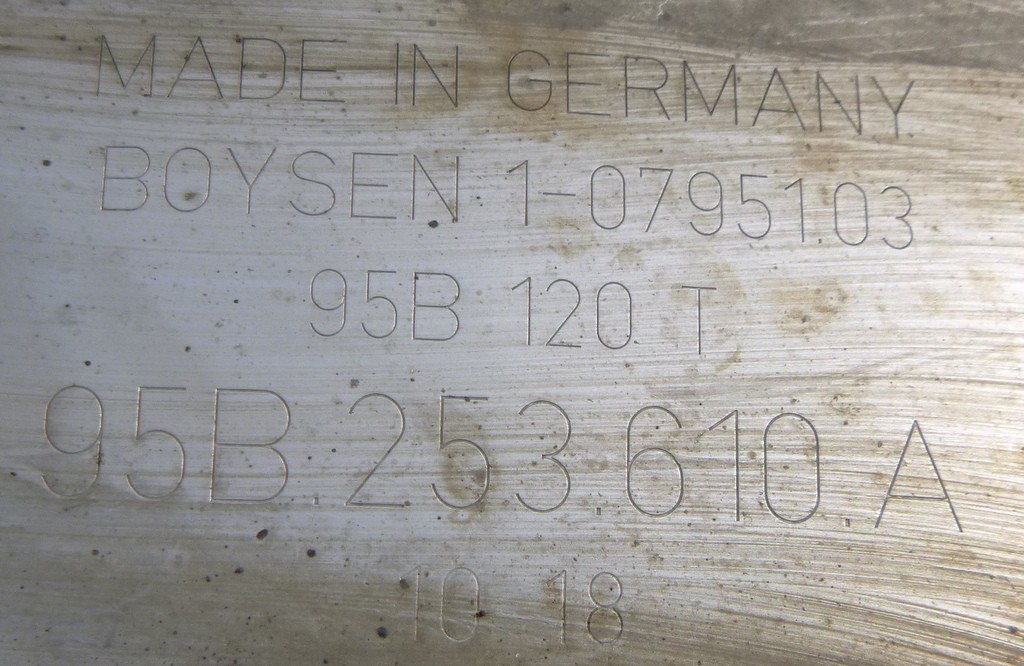 MADE IN GERMANY
BOYSEN 1-0795103
95B 120 T
95B.253.610.A
10 18